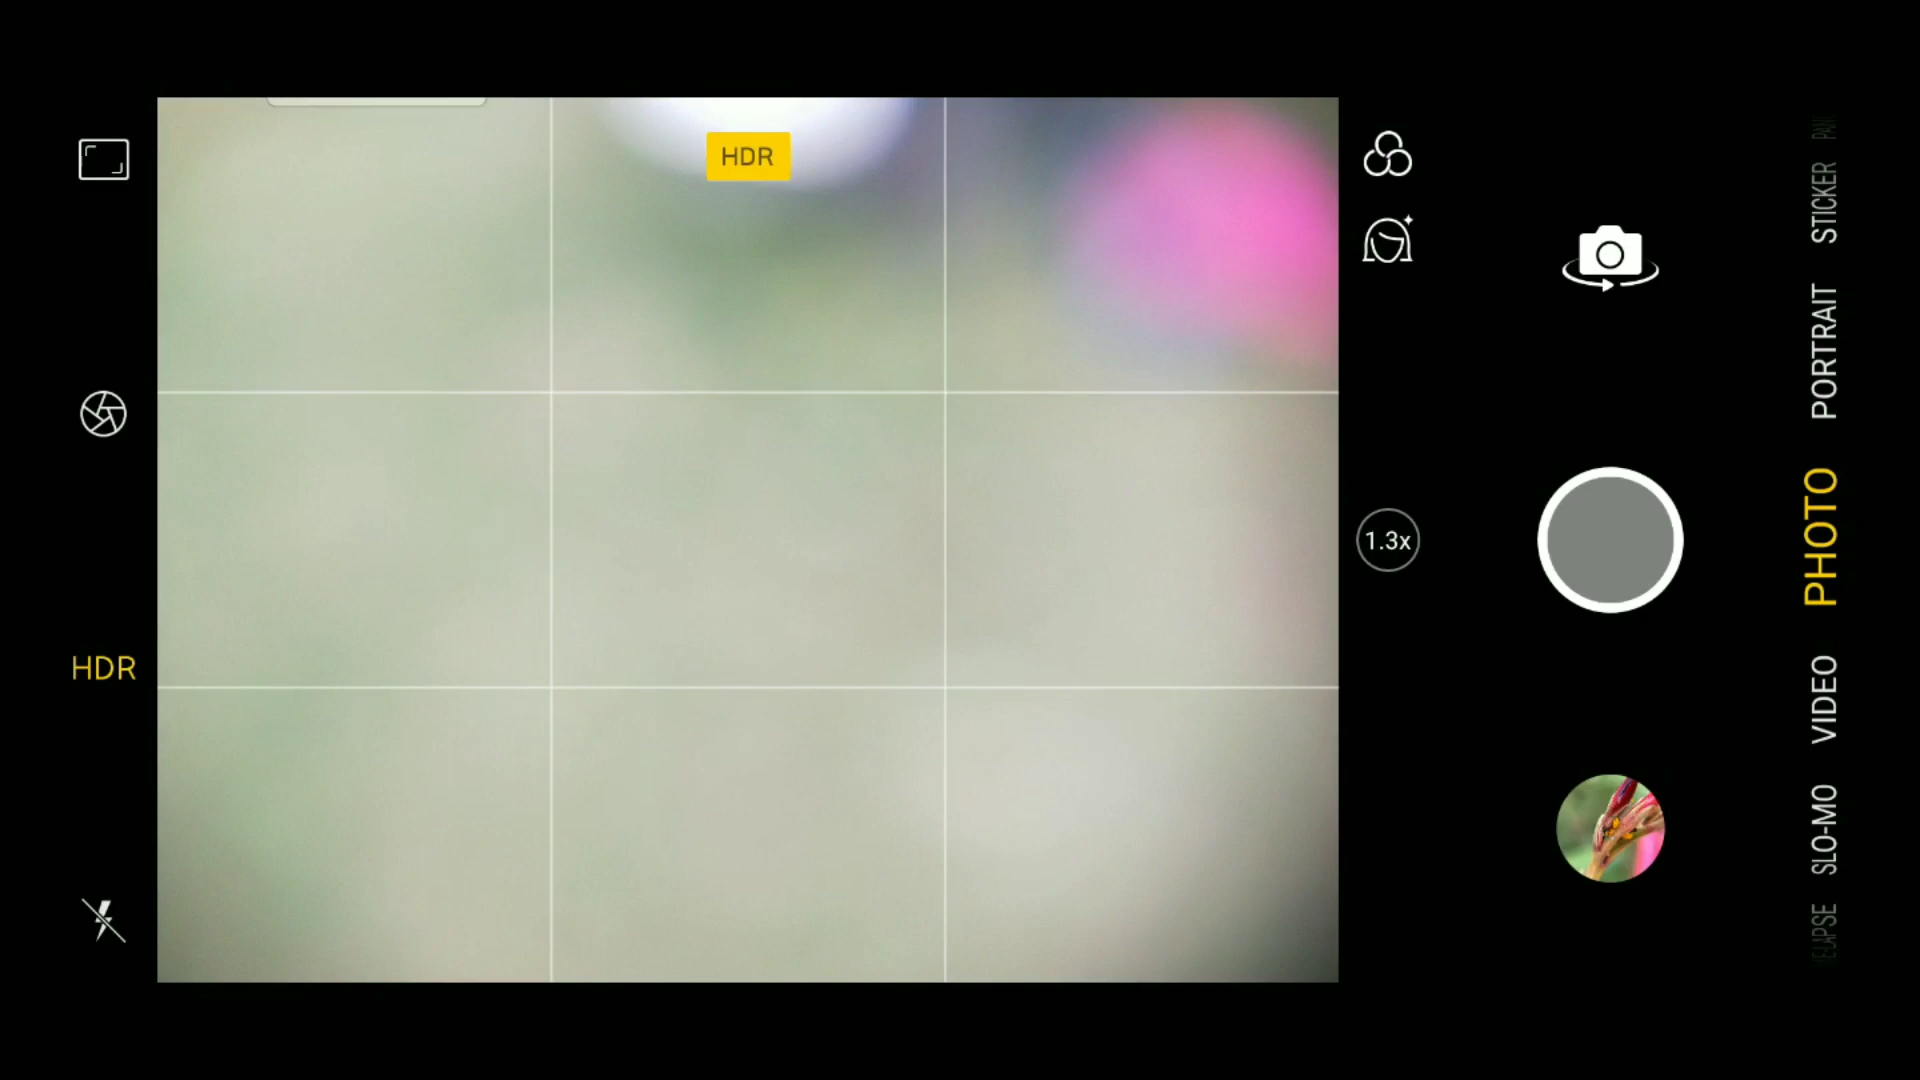 HDR
HDR
1.3x
STICKER
PORTRAIT
PHOTO
VIDEO
SLO-MO